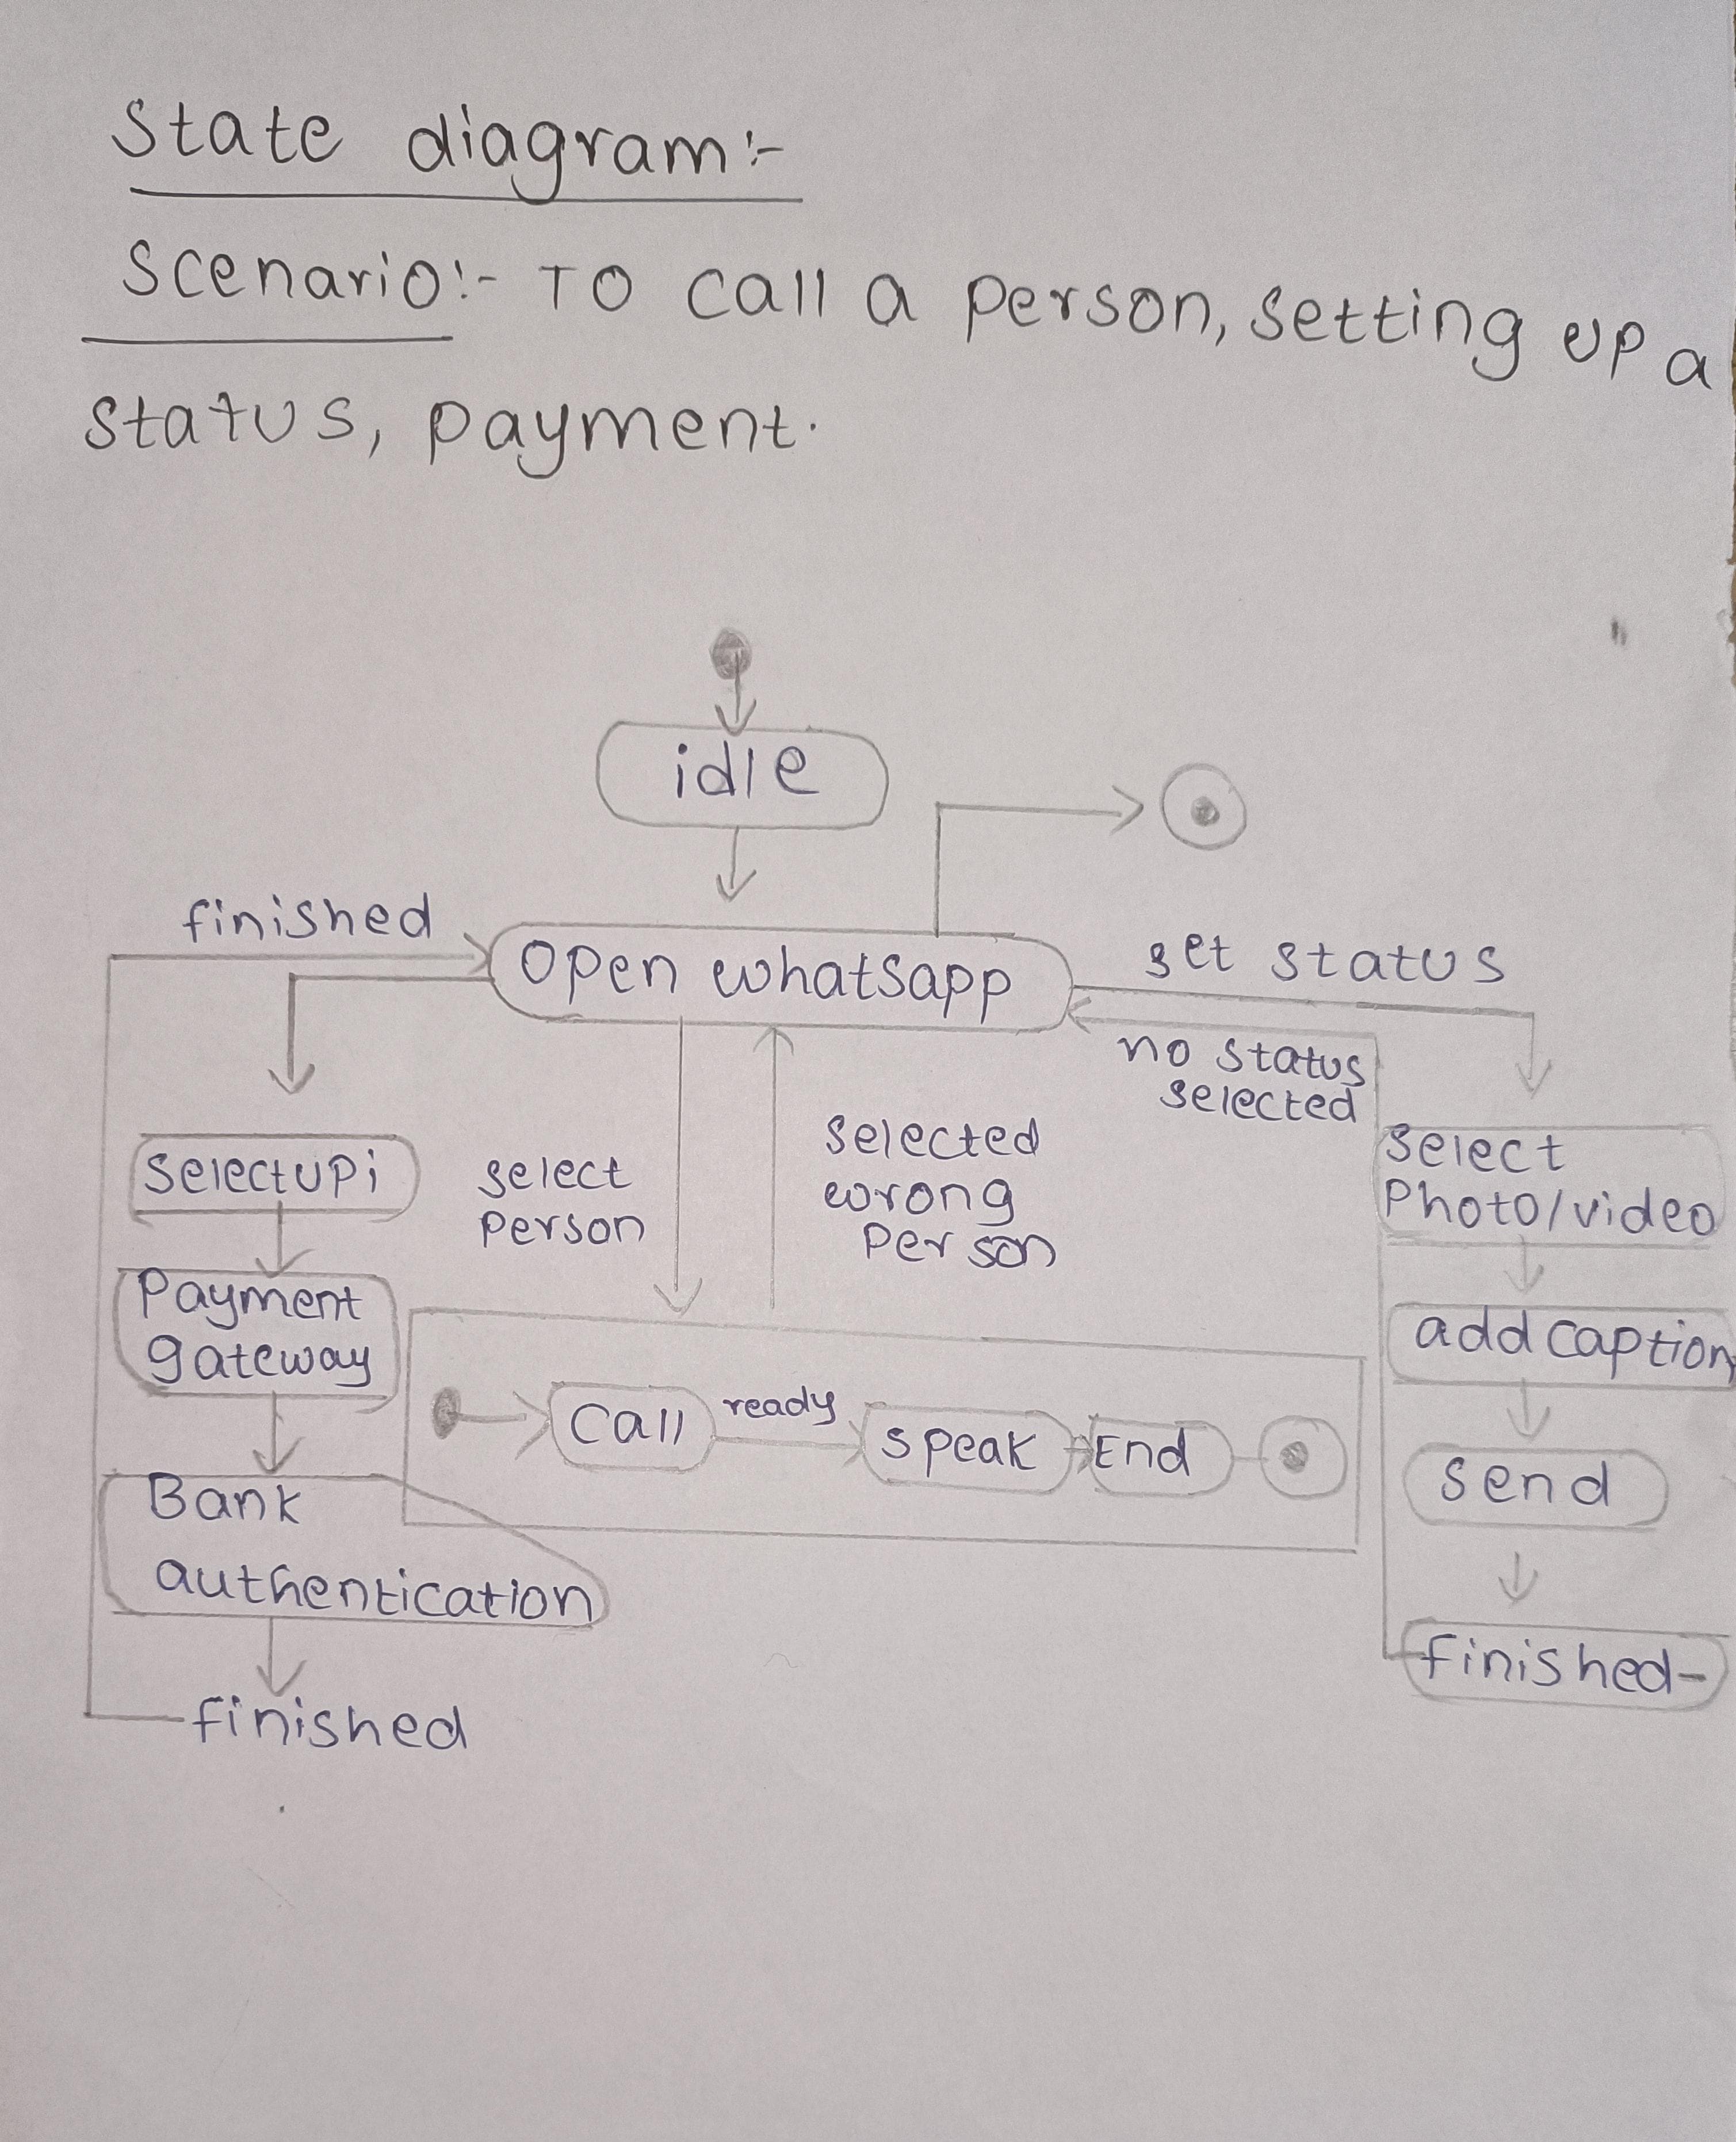 State diagram:-
Scenario:- To call a person, setting up a
status, payment.
idle
finished
open whatsapp
set status
no status
selected
select
Photo/video
add caption
send
finished-
selected
wrong
Person
select
Person
select UPi
Payment
gateway
Bank
authentication
finished
call
ready
speak
End